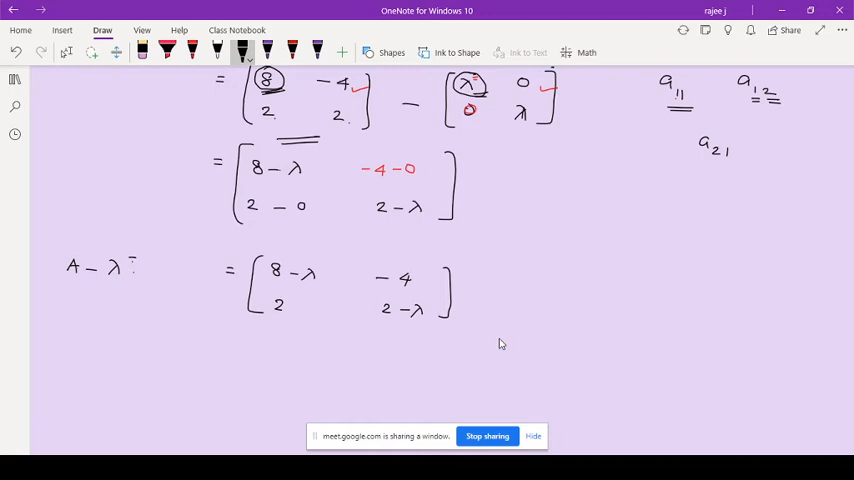 OneNote for Windows 10
rajee j
Home Insert Draw View Help Class Notebook
Share
Shapes Ink to Shape Ink to Text Math
= [ 8 -4 ] - [ λ 0 ] a11 a12
2 2 0 λ
a21
= [ 8 - λ -4 - 0 ]
2 - 0 2 - λ
A - λI = [ 8 - λ -4 ]
2 2 - λ
meet.google.com is sharing a window. Stop sharing Hide